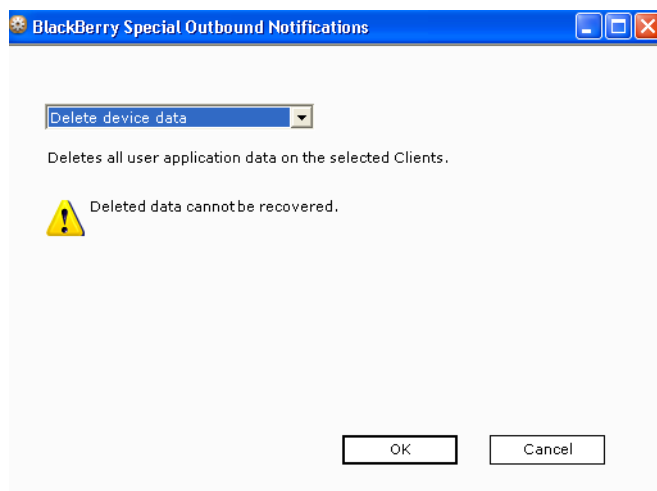 BlackBerry Special Outbound Notifications
Delete device data
Deletes all user application data on the selected Clients.
Deleted data cannot be recovered.
OK
Cancel